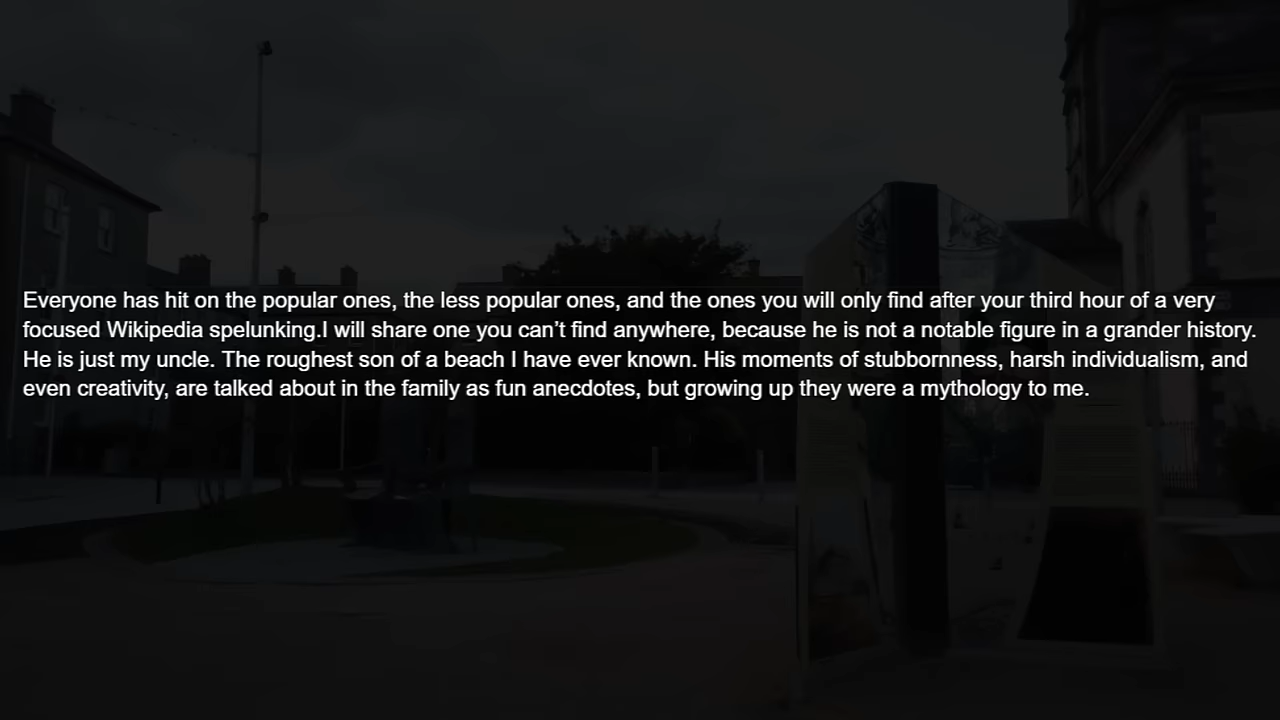 Everyone has hit on the popular ones, the less popular ones, and the ones you will only find after your third hour of a very
focused Wikipedia spelunking.I will share one you can’t find anywhere, because he is not a notable figure in a grander history.
He is just my uncle. The roughest son of a beach I have ever known. His moments of stubbornness, harsh individualism, and
even creativity, are talked about in the family as fun anecdotes, but growing up they were a mythology to me.